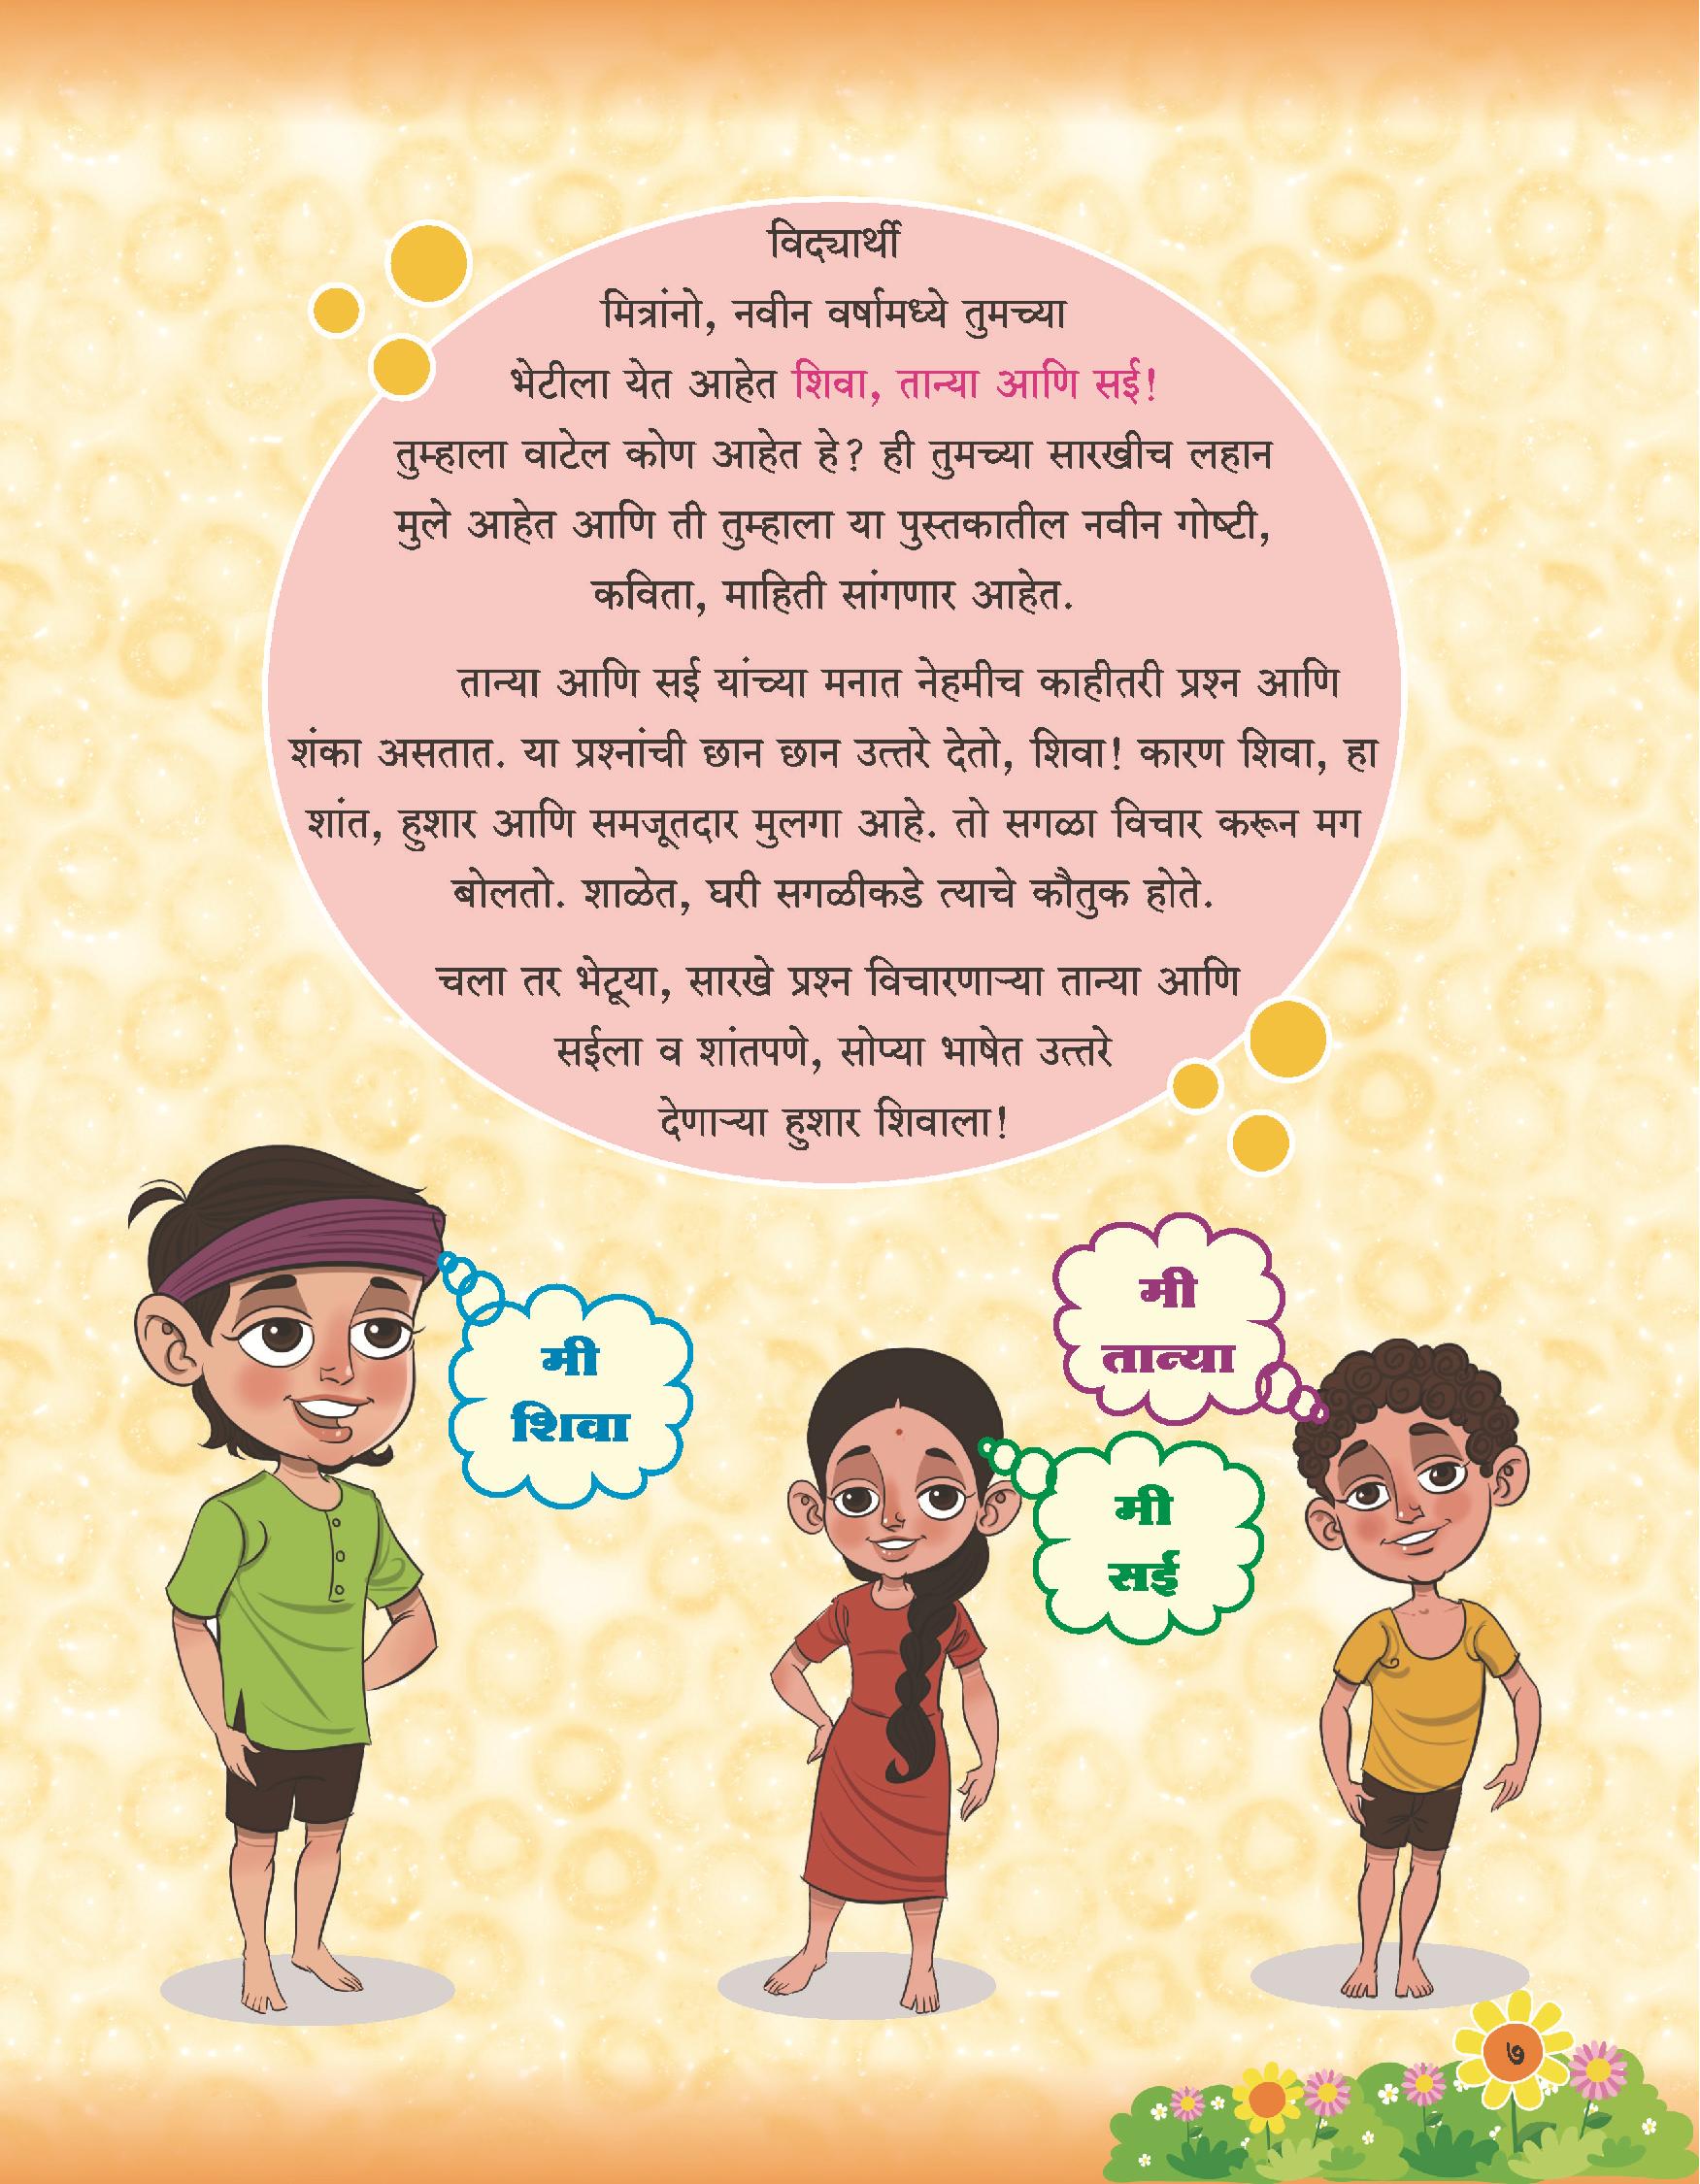 विद्यार्थी
मित्रांनो, नवीन वर्षामध्ये तुमच्या
भेटीला येत आहेत शिवा, तान्या आणि सई!
तुम्हाला वाटेल कोण आहेत हे? ही तुमच्या सारखीच लहान
मुले आहेत आणि ती तुम्हाला या पुस्तकातील नवीन गोष्टी,
कविता, माहिती सांगणार आहेत.
तान्या आणि सई यांच्या मनात नेहमीच काहीतरी प्रश्न आणि
शंका असतात. या प्रश्नांची छान छान उत्तरे देतो, शिवा! कारण शिवा, हा
शांत, हुशार आणि समजूतदार मुलगा आहे. तो सगळा विचार करून मग
बोलतो. शाळेत, घरी सगळीकडे त्याचे कौतुक होते.
चला तर भेटूया, सारखे प्रश्न विचारणाऱ्या तान्या आणि
सईला व शांतपणे, सोप्या भाषेत उत्तरे
देणाऱ्या हुशार शिवाला!
मी
शिवा
मी
तान्या
मी
सई
७